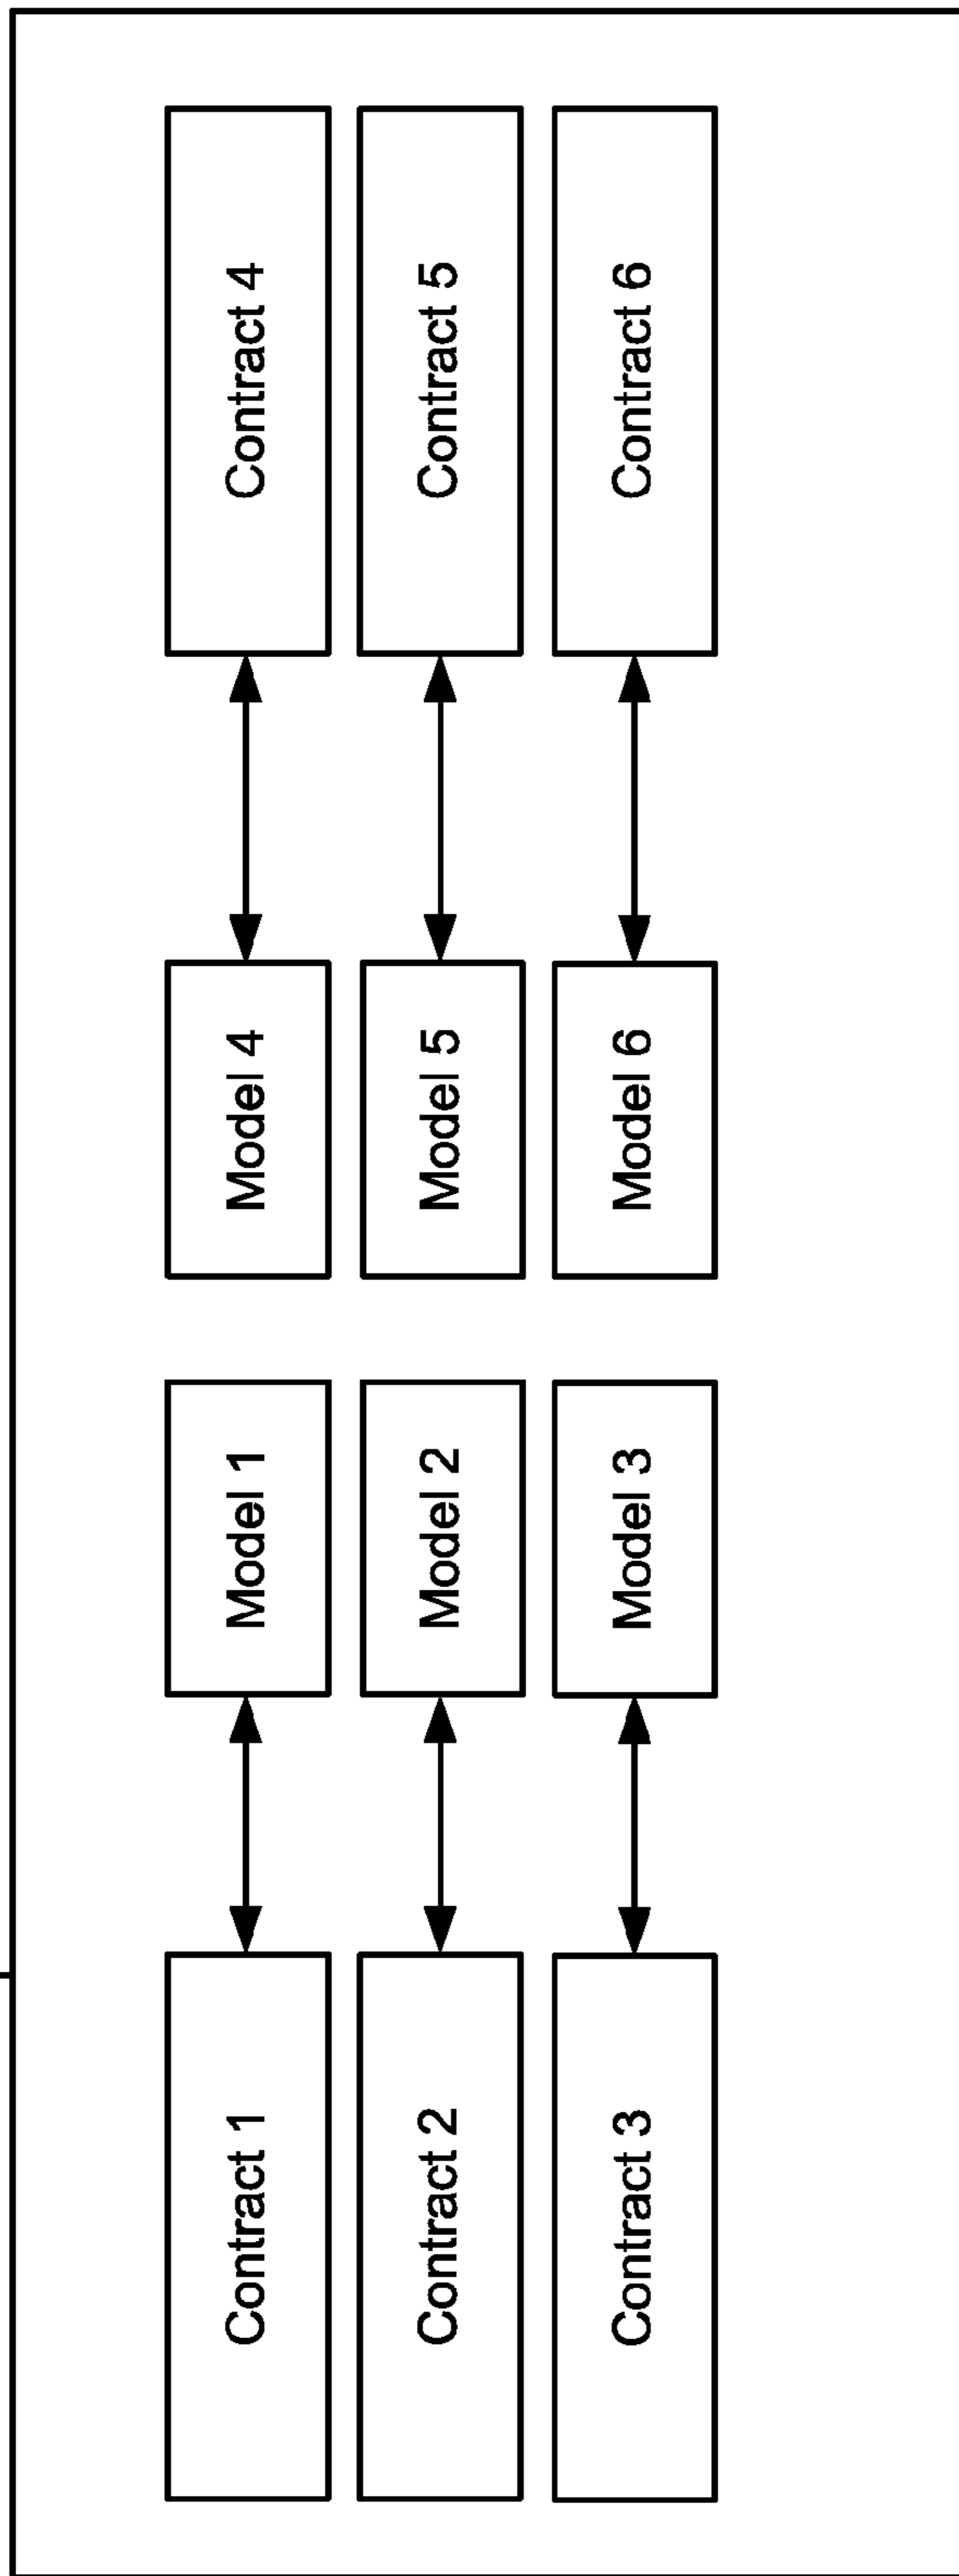 Contract 1
Model 1
Model 4
Contract 4
Contract 2
Model 2
Model 5
Contract 5
Contract 3
Model 3
Model 6
Contract 6